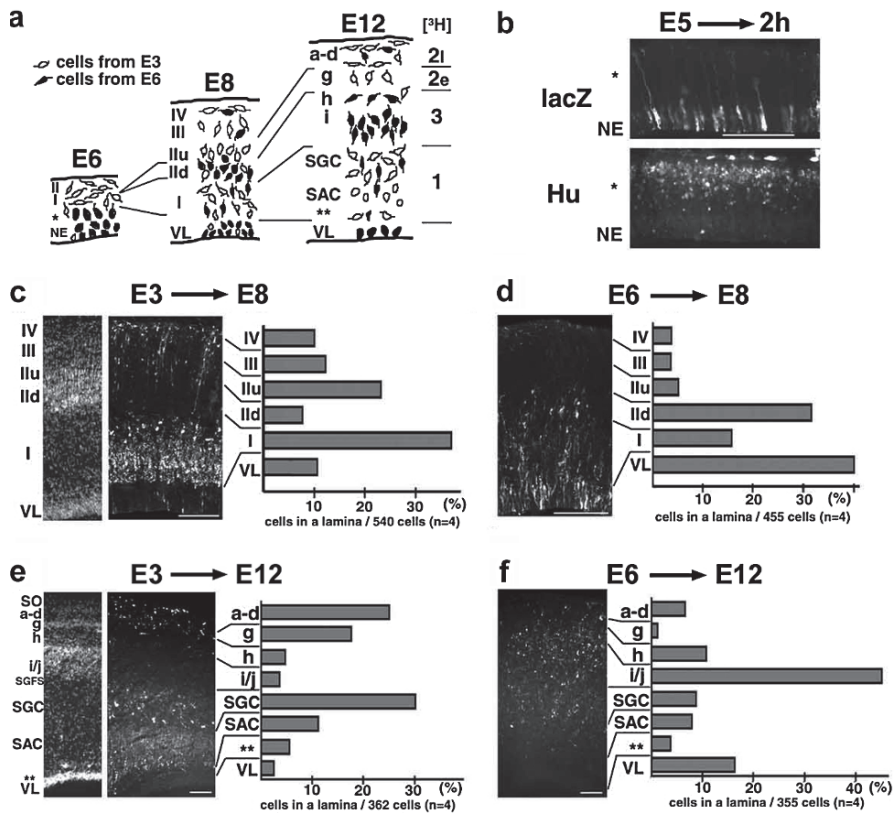 a
cells from E3
cells from E6
E6
II
I
*
NE
E8
IV
III
IIu
IId
I
VL
E12
a-d
g
h
i
SGC
SAC
**
VL
[³H]
2l
2e
3
1
b
E5 → 2h
*
lacZ
NE
*
Hu
NE
c
E3 → E8
IV
III
IIu
IId
I
VL
IV
III
IIu
IId
I
VL
10 20 30 (%)
cells in a lamina / 540 cells (n=4)
d
E6 → E8
IV
III
IIu
IId
I
VL
10 20 30 (%)
cells in a lamina / 455 cells (n=4)
e
E3 → E12
SO
a-d
g
h
i/j
SGFS
SGC
SAC
**
VL
a-d
g
h
i/j
SGC
SAC
**
VL
10 20 30 (%)
cells in a lamina / 362 cells (n=4)
f
E6 → E12
a-d
g
h
i/j
SGC
SAC
**
VL
10 20 30 40 (%)
cells in a lamina / 355 cells (n=4)